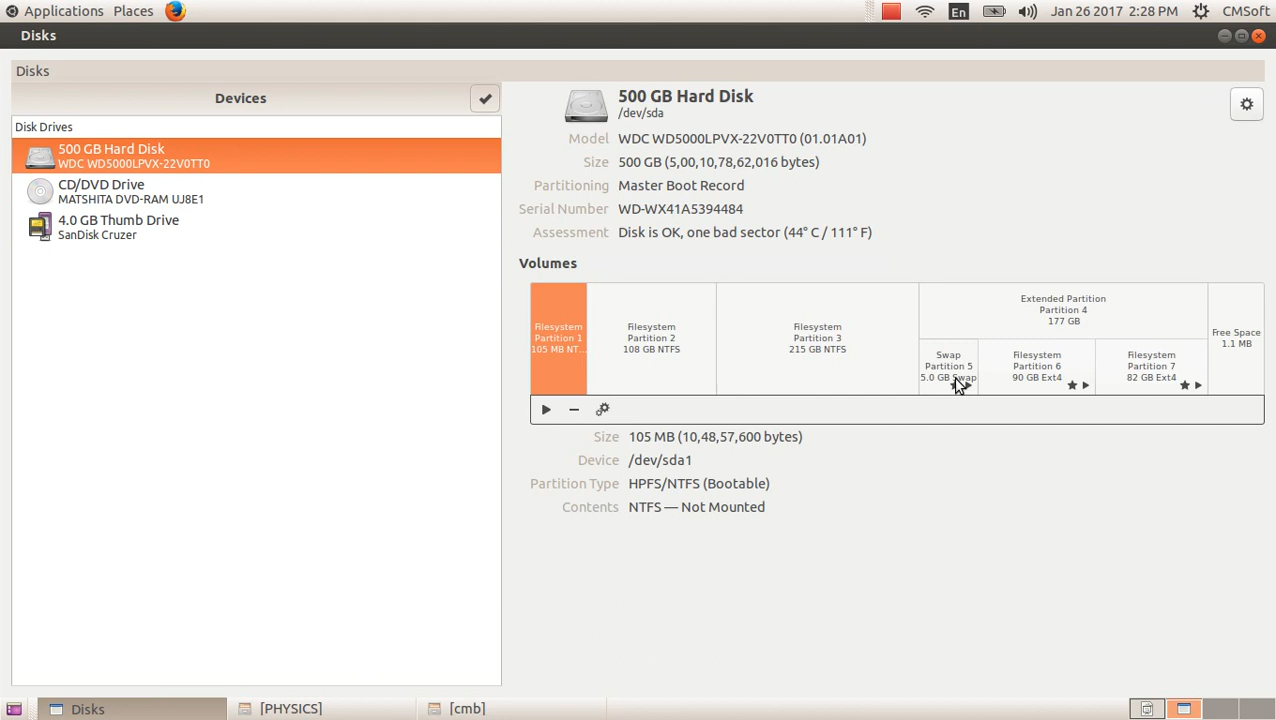 Applications Places En Jan 26 2017 2:28 PM CMSoft
Disks
Disks
Devices
Disk Drives
500 GB Hard Disk
WDC WD5000LPVX-22V0TT0
CD/DVD Drive
MATSHITA DVD-RAM UJ8E1
4.0 GB Thumb Drive
SanDisk Cruzer
500 GB Hard Disk
/dev/sda
Model WDC WD5000LPVX-22V0TT0 (01.01A01)
Size 500 GB (5,00,10,78,62,016 bytes)
Partitioning Master Boot Record
Serial Number WD-WX41A5394484
Assessment Disk is OK, one bad sector (44° C / 111° F)
Volumes
Filesystem
Partition 1
105 MB NT...
Filesystem
Partition 2
108 GB NTFS
Filesystem
Partition 3
215 GB NTFS
Extended Partition
Partition 4
177 GB
Swap
Partition 5
5.0 GB Swap
Filesystem
Partition 6
90 GB Ext4
Filesystem
Partition 7
82 GB Ext4
Free Space
1.1 MB
Size 105 MB (10,48,57,600 bytes)
Device /dev/sda1
Partition Type HPFS/NTFS (Bootable)
Contents NTFS — Not Mounted
Disks [PHYSICS] [cmb]